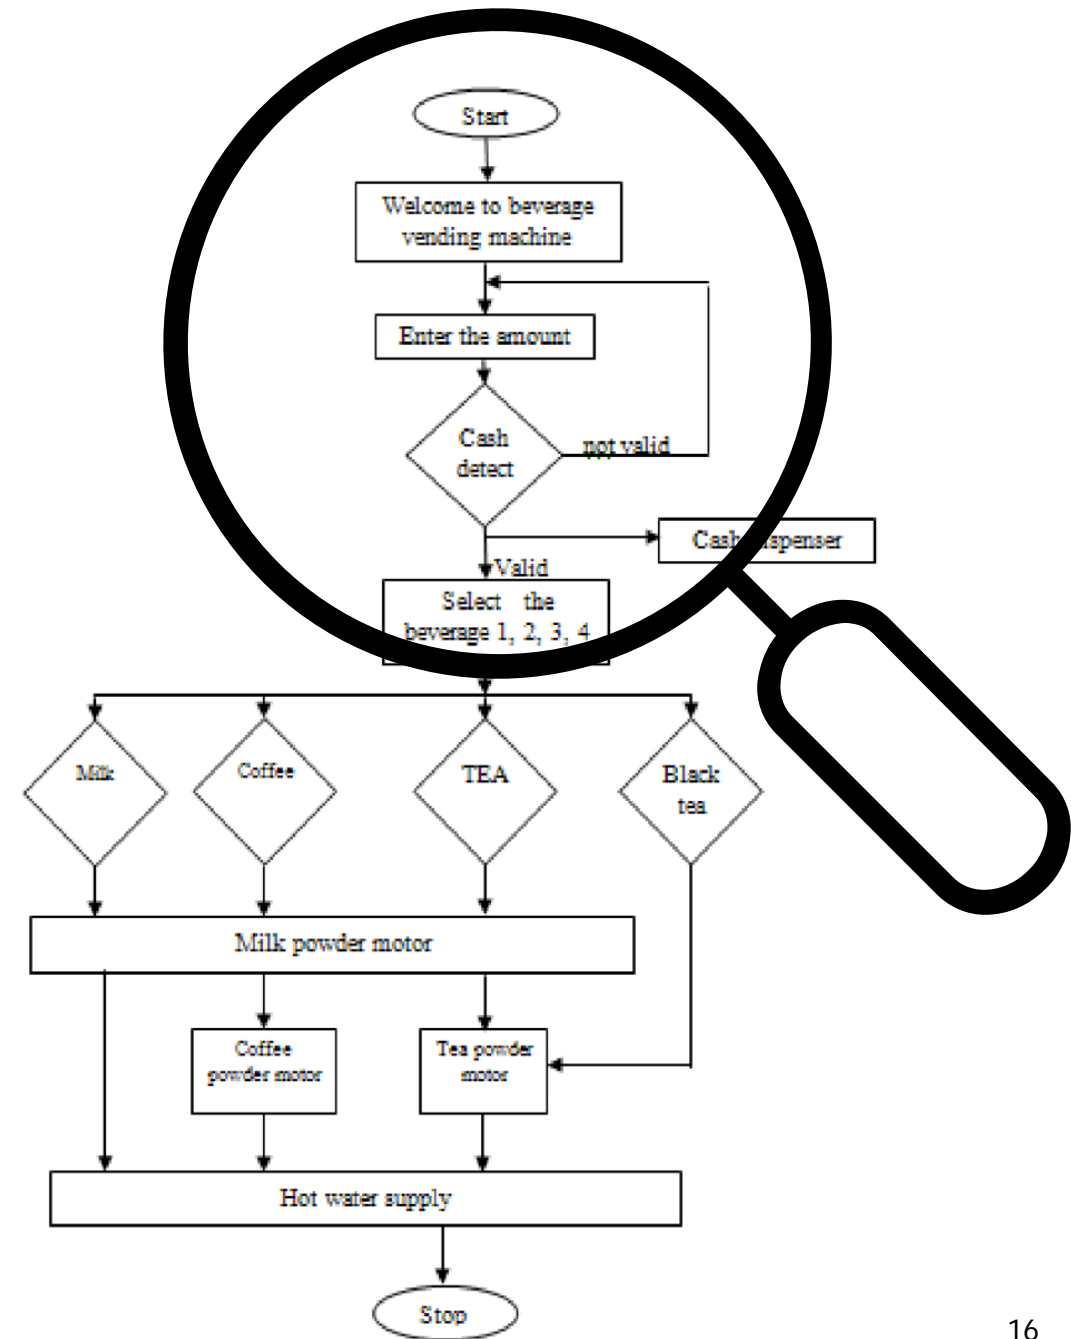 Start
Welcome to beverage
vending machine
Enter the amount
Cash
detect
not valid
Cash
Valid
Select the
beverage 1, 2, 3, 4
Milk
Coffee
TEA
Black
tea
Milk powder motor
Coffee
powder motor
Tea powder
motor
Hot water supply
Stop
16